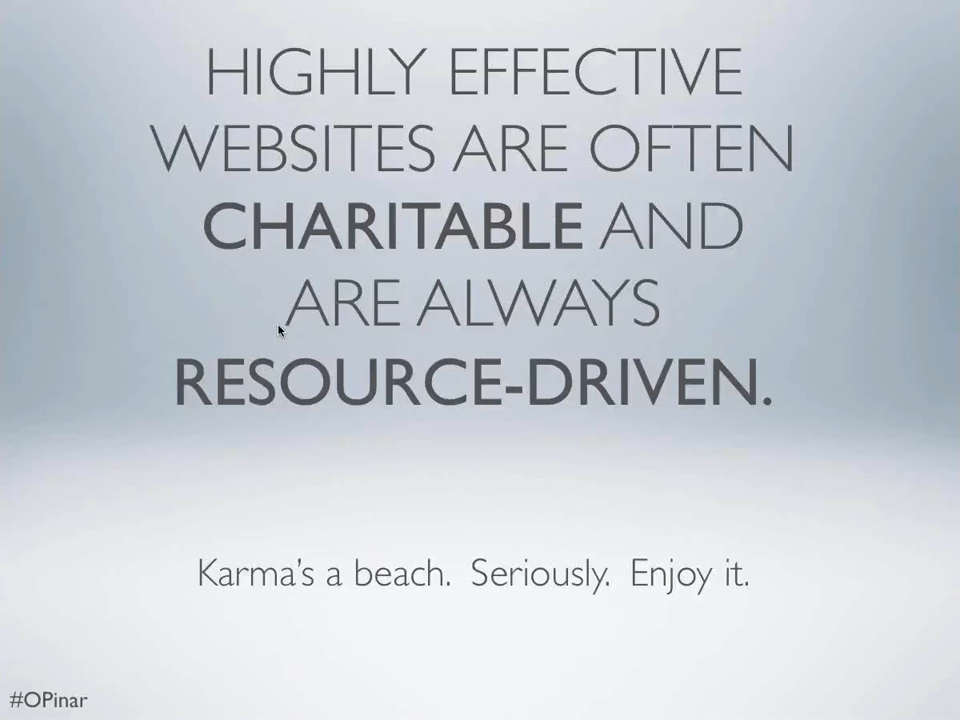 HIGHLY EFFECTIVE
WEBSITES ARE OFTEN
CHARITABLE AND
ARE ALWAYS
RESOURCE-DRIVEN.
Karma's a beach. Seriously. Enjoy it.
#OPinar